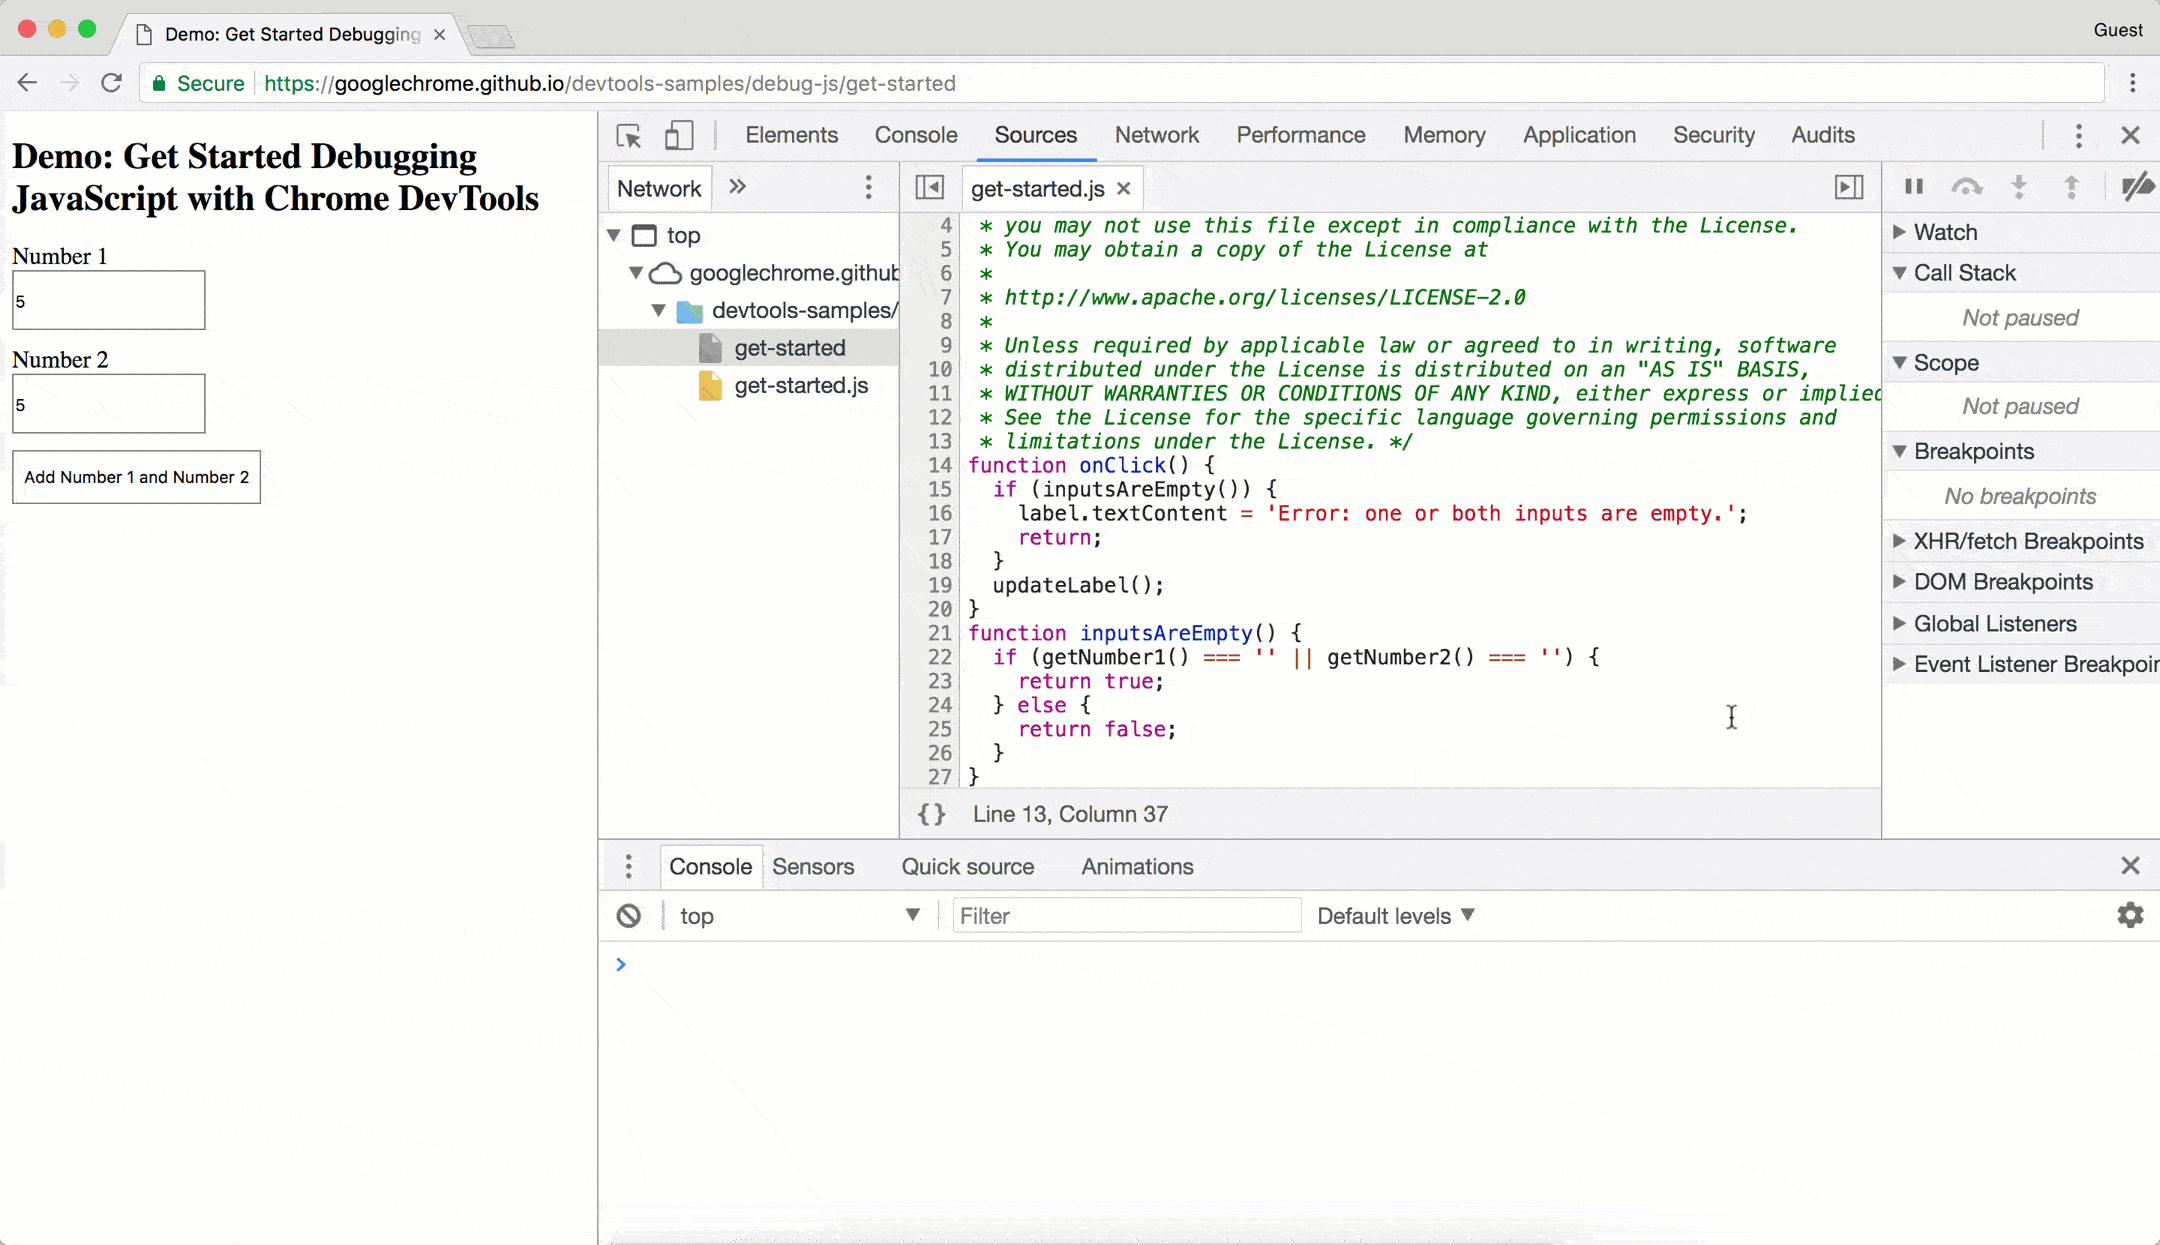 Demo: Get Started Debugging
Guest
Secure https://googlechrome.github.io/devtools-samples/debug-js/get-started
Demo: Get Started Debugging
JavaScript with Chrome DevTools
Number 1
5
Number 2
5
Add Number 1 and Number 2
Elements Console Sources Network Performance Memory Application Security Audits
Network
top
googlechrome.github
devtools-samples/
get-started
get-started.js
get-started.js
4 * you may not use this file except in compliance with the License.
5 * You may obtain a copy of the License at
6 *
7 * http://www.apache.org/licenses/LICENSE-2.0
8 *
9 * Unless required by applicable law or agreed to in writing, software
10 * distributed under the License is distributed on an "AS IS" BASIS,
11 * WITHOUT WARRANTIES OR CONDITIONS OF ANY KIND, either express or implied
12 * See the License for the specific language governing permissions and
13 * limitations under the License. */
14 function onClick() {
15 if (inputsAreEmpty()) {
16 label.textContent = 'Error: one or both inputs are empty.';
17 return;
18 }
19 updateLabel();
20 }
21 function inputsAreEmpty() {
22 if (getNumber1() === '' || getNumber2() === '') {
23 return true;
24 } else {
25 return false;
26 }
27 }
{} Line 13, Column 37
Watch
Call Stack
Not paused
Scope
Not paused
Breakpoints
No breakpoints
XHR/fetch Breakpoints
DOM Breakpoints
Global Listeners
Event Listener Breakpoin
Console Sensors Quick source Animations
top Filter Default levels